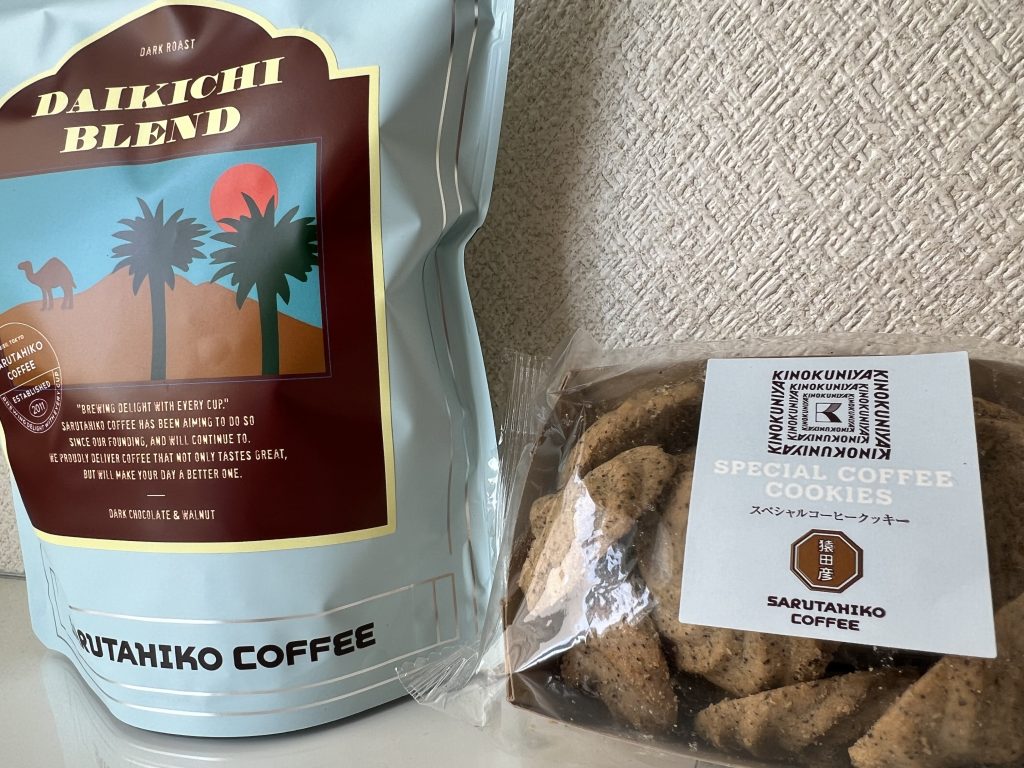 DARK ROAST
DAIKICHI
BLEND
SARUTAHIKO
COFFEE
ESTABLISHED
2011
"BREWING DELIGHT WITH EVERY CUP."
SARUTAHIKO COFFEE HAS BEEN AIMING TO DO SO
SINCE OUR FOUNDING, AND WILL CONTINUE TO.
WE PROUDLY DELIVER COFFEE THAT NOT ONLY TASTES GREAT,
BUT WILL MAKE YOUR DAY A BETTER ONE.
DARK CHOCOLATE & WALNUT
SARUTAHIKO COFFEE
KINOKUNIYA
KINOKUNIYA
KINOKUNIYA
KINOKUNIYA
KINOKUNIYA
KINOKUNIYA
SPECIAL COFFEE
COOKIES
スペシャルコーヒークッキー
猿
田
彦
SARUTAHIKO
COFFEE